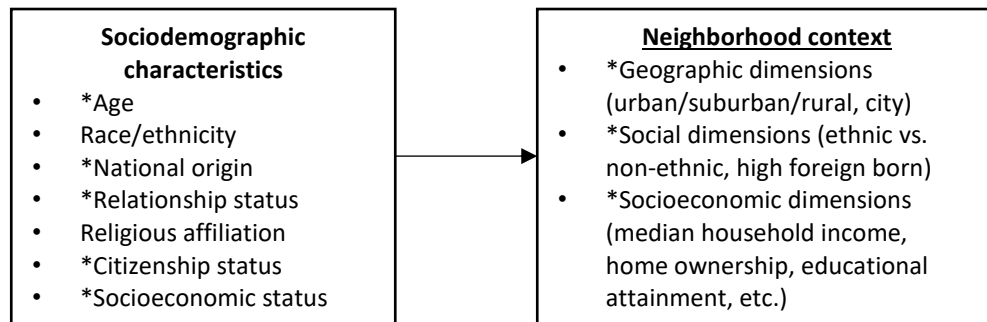 Sociodemographic
characteristics
• *Age
• Race/ethnicity
• *National origin
• *Relationship status
• Religious affiliation
• *Citizenship status
• *Socioeconomic status
Neighborhood context
• *Geographic dimensions
(urban/suburban/rural, city)
• *Social dimensions (ethnic vs.
non-ethnic, high foreign born)
• *Socioeconomic dimensions
(median household income,
home ownership, educational
attainment, etc.)